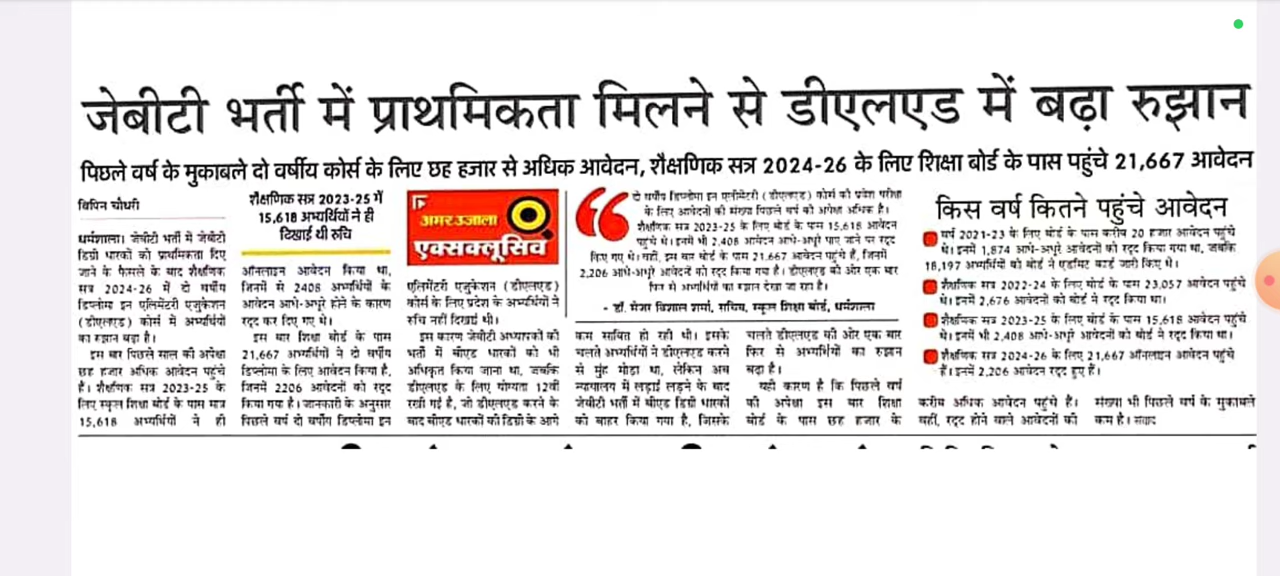 जेबीटी भर्ती में प्राथमिकता मिलने से डीएलएड में बढ़ा रुझान
पिछले वर्ष के मुकाबले दो वर्षीय कोर्स के लिए छह हजार से अधिक आवेदन, शैक्षणिक सत्र 2024-26 के लिए शिक्षा बोर्ड के पास पहुंचे 21,667 आवेदन
विपिन चौधरी
धर्मशाला। जेबीटी भर्ती में जेबीटी
डिग्री धारकों को प्राथमिकता दिए
जाने के फैसले के बाद शैक्षणिक
सत्र 2024-26 में दो वर्षीय
डिप्लोमा इन एलिमेंटरी एजुकेशन
(डीएलएड) कोर्स में अभ्यर्थियों
का रुझान बढ़ा है।
इस बार पिछले साल की अपेक्षा
छह हजार अधिक आवेदन पहुंचे
हैं। शैक्षणिक सत्र 2023-25 के
लिए स्कूल शिक्षा बोर्ड के पास मात्र
15,618 अभ्यर्थियों ने ही
शैक्षणिक सत्र 2023-25 में
15,618 अभ्यर्थियों ने ही
दिखाई थी रुचि
ऑनलाइन आवेदन किया था,
जिनमें से 2408 अभ्यर्थियों के
आवेदन आधे-अधूरे होने के कारण
रद्द कर दिए गए थे।
इस बार शिक्षा बोर्ड के पास
21,667 अभ्यर्थियों ने दो वर्षीय
डिप्लोमा के लिए आवेदन किया है,
जिनमें 2206 आवेदनों को रद्द
किया गया है। जानकारी के अनुसार
पिछले वर्ष दो वर्षीय डिप्लोमा इन
अमर उजाला
एक्सक्लूसिव
एलिमेंटरी एजुकेशन (डीएलएड)
कोर्स के लिए प्रदेश के अभ्यर्थियों ने
रुचि नहीं दिखाई थी।
इस कारण जेबीटी अध्यापकों की
भर्ती में बीएड धारकों को भी
अधिकृत किया जाना था, जबकि
डीएलएड के लिए योग्यता 12वीं
रखी गई है, जो डीएलएड करने के
बाद बीएड धारकों की डिग्री के आगे
दो वर्षीय डिप्लोमा इन एलीमेंटरी (डीएलएड) कोर्स की प्रवेश परीक्षा
के लिए आवेदनों की संख्या पिछले वर्ष की अपेक्षा अधिक है।
शैक्षणिक सत्र 2023-25 के लिए बोर्ड के पास 15,618 आवेदन
पहुंचे थे। इनमें भी 2,408 आवेदन आधे-अधूरे पाए जाने पर रद्द
किए गए थे। वहीं, इस बार बोर्ड के पास 21,667 आवेदन पहुंचे हैं, जिनमें
2,206 आधे-अधूरे आवेदनों को रद्द किया गया है। डीएलएड की ओर एक बार
फिर से अभ्यर्थियों का रुझान देखा जा रहा है।
- डॉ. मेजर विशाल शर्मा, सचिव, स्कूल शिक्षा बोर्ड, धर्मशाला
कम साबित हो रही थी। इसके
चलते अभ्यर्थियों ने डीएलएड करने
से मुंह मोड़ा था, लेकिन अब
न्यायालय में लड़ाई लड़ने के बाद
जेबीटी भर्ती में बीएड डिग्री धारकों
को बाहर किया गया है, जिसके
चलते डीएलएड की ओर एक बार
फिर से अभ्यर्थियों का रुझान
बढ़ा है।
यही कारण है कि पिछले वर्ष
की अपेक्षा इस बार शिक्षा
बोर्ड के पास छह हजार के
किस वर्ष कितने पहुंचे आवेदन
वर्ष 2021-23 के लिए बोर्ड के पास करीब 20 हजार आवेदन पहुंचे
थे। इनमें 1,874 आधे-अधूरे आवेदनों को रद्द किया गया था, जबकि
18,197 अभ्यर्थियों को बोर्ड ने एडमिट कार्ड जारी किए थे।
शैक्षणिक सत्र 2022-24 के लिए बोर्ड के पास 23,057 आवेदन पहुंचे
थे। इनमें 2,676 आवेदनों को बोर्ड ने रद्द किया था।
शैक्षणिक सत्र 2023-25 के लिए बोर्ड के पास 15,618 आवेदन पहुंचे
थे। इनमें भी 2,408 आवेदनों को बोर्ड ने रद्द किया था।
शैक्षणिक सत्र 2024-26 के लिए 21,667 ऑनलाइन आवेदन पहुंचे
हैं। इनमें 2,206 आवेदन रद्द हुए हैं।
करीब अधिक आवेदन पहुंचे हैं।
वहीं, रद्द होने वाले आवेदनों की
संख्या भी पिछले वर्ष के मुकाबले
कम है। संवाद